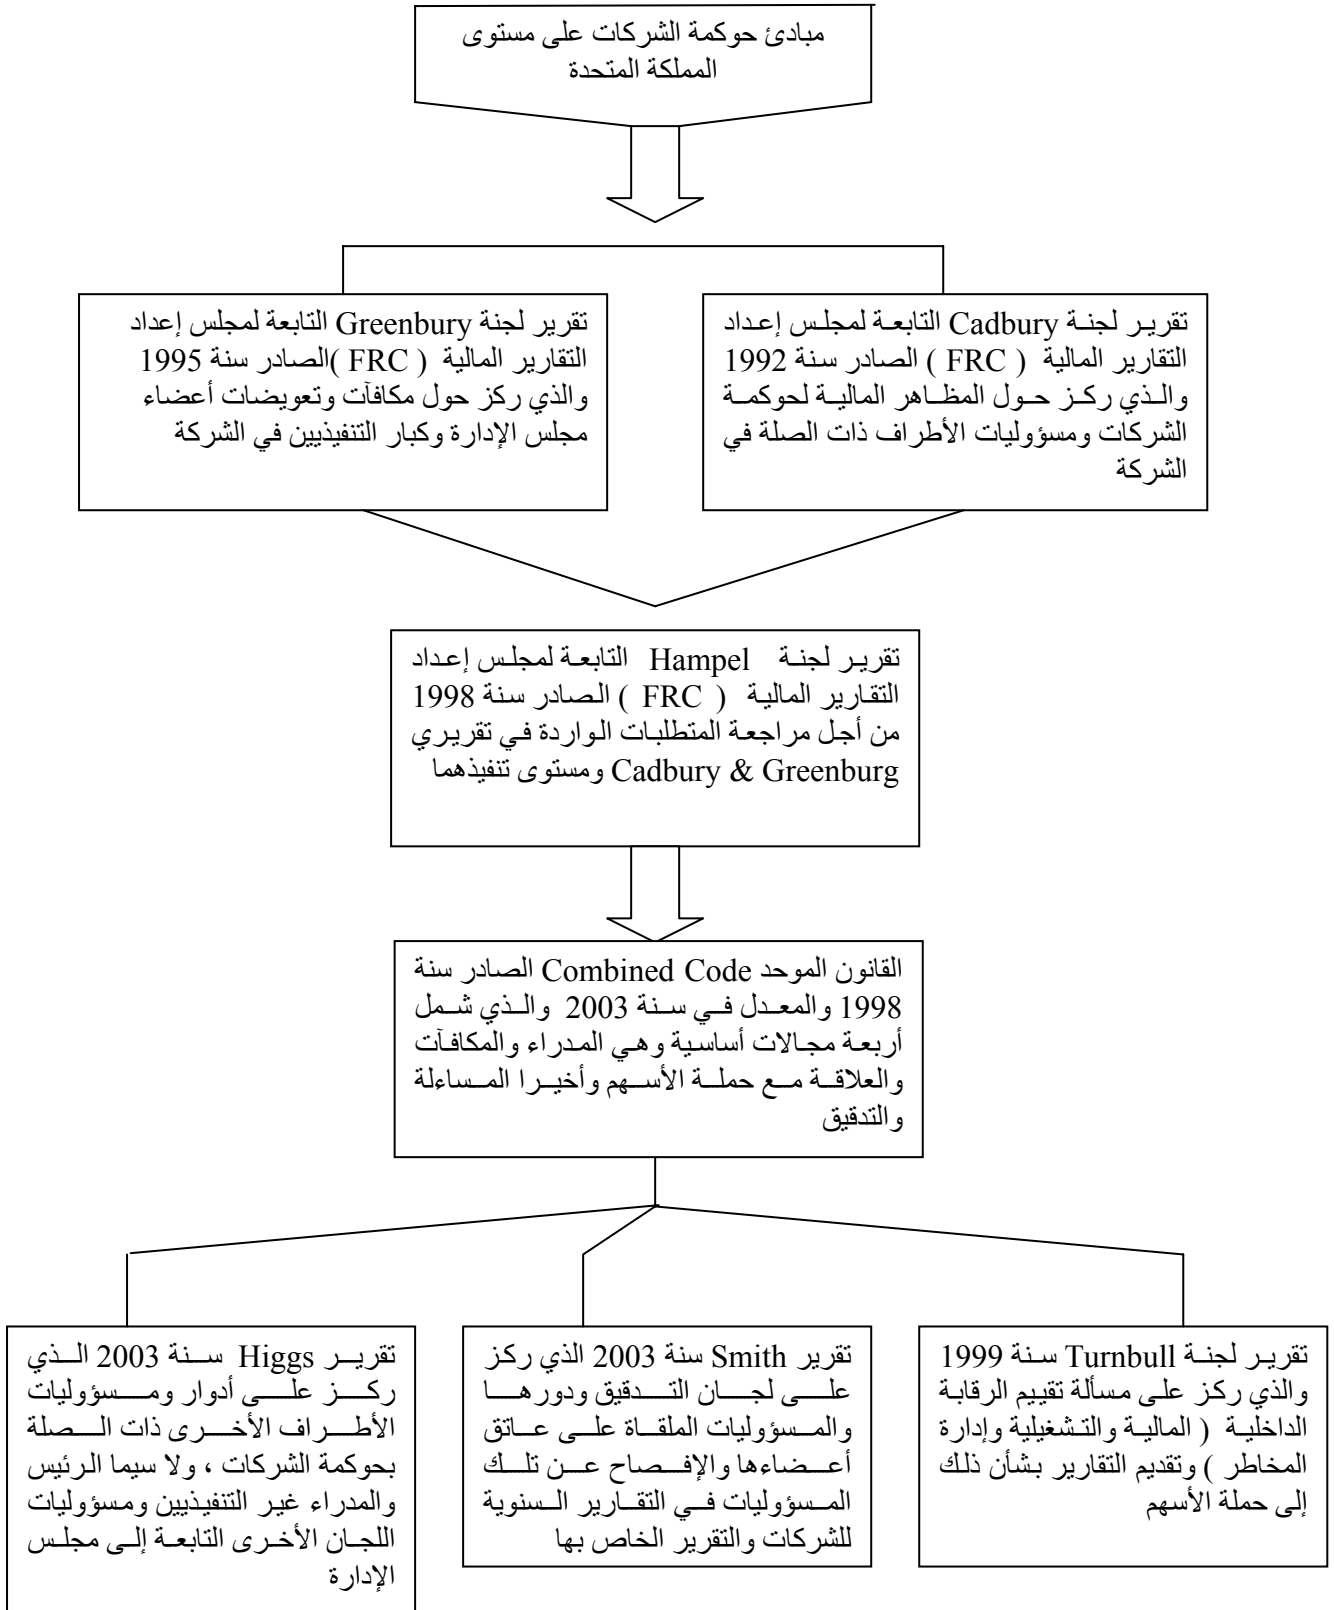 مبادئ حوكمة الشركات على مستوى
المملكة المتحدة
تقرير لجنة Cadbury التابعة لمجلس إعداد
التقارير المالية ( FRC ) الصادر سنة 1992
والذي ركز حول المظاهر المالية لحوكمة
الشركات ومسؤوليات الأطراف ذات الصلة في
الشركة
تقرير لجنة Greenbury التابعة لمجلس إعداد
التقارير المالية ( FRC )الصادر سنة 1995
والذي ركز حول مكافآت وتعويضات أعضاء
مجلس الإدارة وكبار التنفيذيين في الشركة
تقرير لجنة Hampel التابعة لمجلس إعداد
التقارير المالية ( FRC ) الصادر سنة 1998
من أجل مراجعة المتطلبات الواردة في تقريري
Cadbury & Greenburg ومستوى تنفيذهما
القانون الموحد Combined Code الصادر سنة
1998 والمعدل في سنة 2003 والذي شمل
أربعة مجالات أساسية وهي المدراء والمكافآت
والعلاقة مع حملة الأسهم وأخيرا المساءلة
والتدقيق
تقرير لجنة Turnbull سنة 1999
والذي ركز على مسألة تقييم الرقابة
الداخلية ( المالية والتشغيلية وإدارة
المخاطر ) وتقديم التقارير بشأن ذلك
إلى حملة الأسهم
تقرير Smith سنة 2003 الذي ركز
على لجان التدقيق ودورها
والمسؤوليات الملقاة على عاتق
أعضاءها والإفصاح عن تلك
المسؤوليات في التقارير السنوية
للشركات والتقرير الخاص بها
تقرير Higgs سنة 2003 الذي
ركز على أدوار ومسؤوليات
الأطراف الأخرى ذات الصلة
بحوكمة الشركات ، ولا سيما الرئيس
والمدراء غير التنفيذيين ومسؤوليات
اللجان الأخرى التابعة إلى مجلس
الإدارة